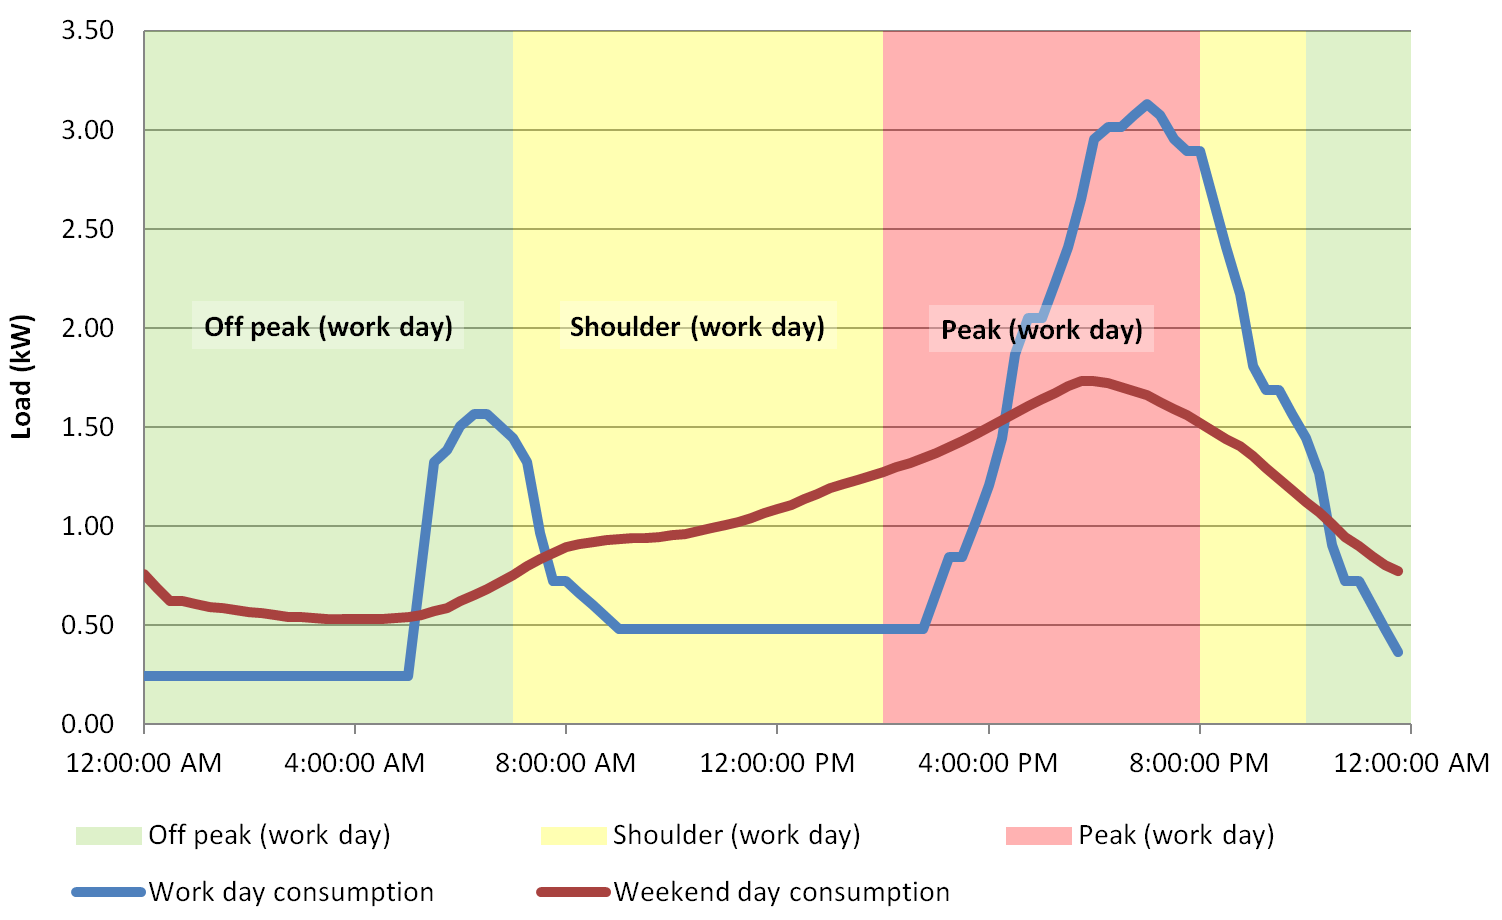 3.50
3.00
2.50
2.00
1.50
1.00
0.50
0.00
Load (kW)
Off peak (work day)
Shoulder (work day)
Peak (work day)
12:00:00 AM
4:00:00 AM
8:00:00 AM
12:00:00 PM
4:00:00 PM
8:00:00 PM
12:00:00 AM
Off peak (work day)
Shoulder (work day)
Peak (work day)
Work day consumption
Weekend day consumption